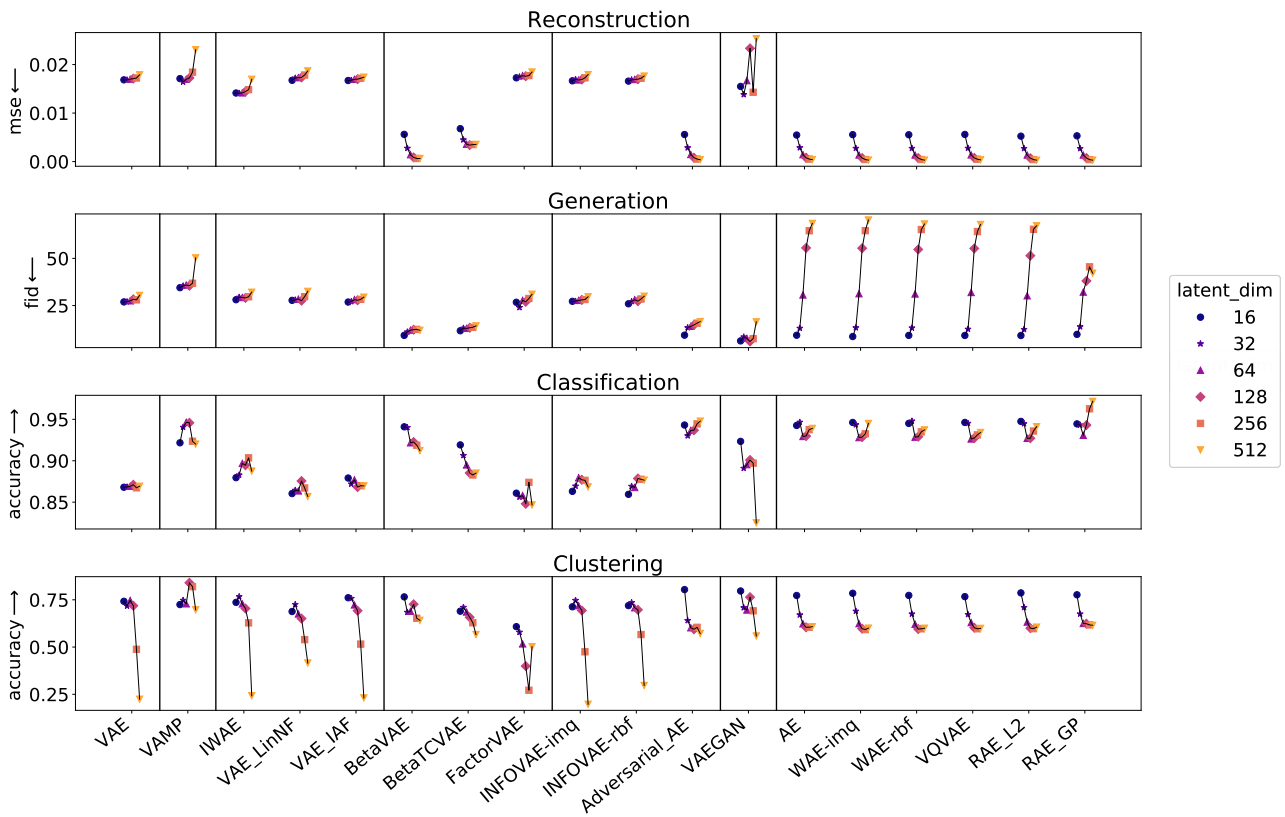 Reconstruction
mse ←
0.02
0.01
0.00
Generation
fid ←
50
25
Classification
accuracy →
0.95
0.90
0.85
Clustering
accuracy →
0.75
0.50
0.25
VAE
VAMP
IWAE
VAE_LinNF
VAE_IAF
BetaVAE
BetaTCVAE
FactorVAE
INFOVAE-imq
INFOVAE-rbf
Adversarial_AE
VAEGAN
AE
WAE-imq
WAE-rbf
VQVAE
RAE_L2
RAE_GP
latent_dim
16
32
64
128
256
512